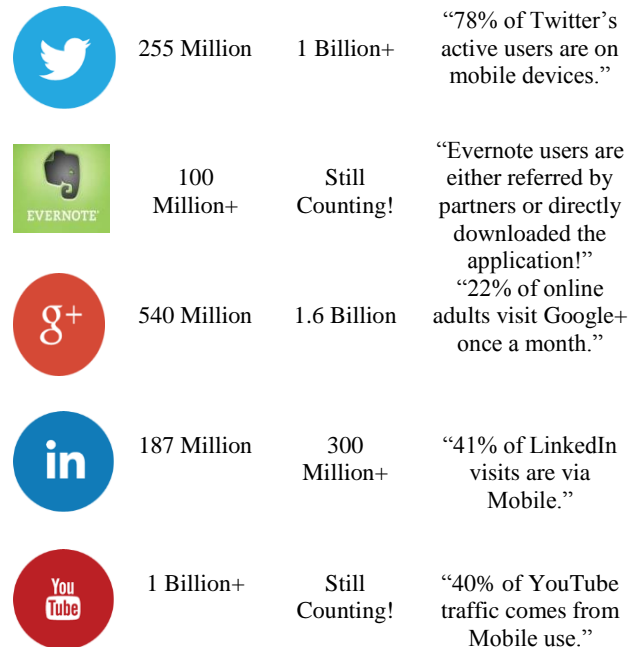 255 Million
1 Billion+
“78% of Twitter’s
active users are on
mobile devices.”
EVERNOTE
100
Million+
Still
Counting!
“Evernote users are
either referred by
partners or directly
downloaded the
application!”
g+
540 Million
1.6 Billion
“22% of online
adults visit Google+
once a month.”
in
187 Million
300
Million+
“41% of LinkedIn
visits are via
Mobile.”
You
Tube
1 Billion+
Still
Counting!
“40% of YouTube
traffic comes from
Mobile use.”